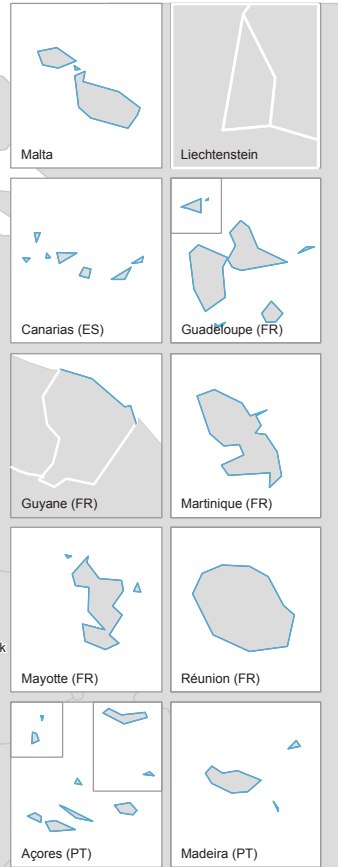 Malta
Liechtenstein
Canarias (ES)
Guadeloupe (FR)
Guyane (FR)
Martinique (FR)
k
Mayotte (FR)
Réunion (FR)
Açores (PT)
Madeira (PT)